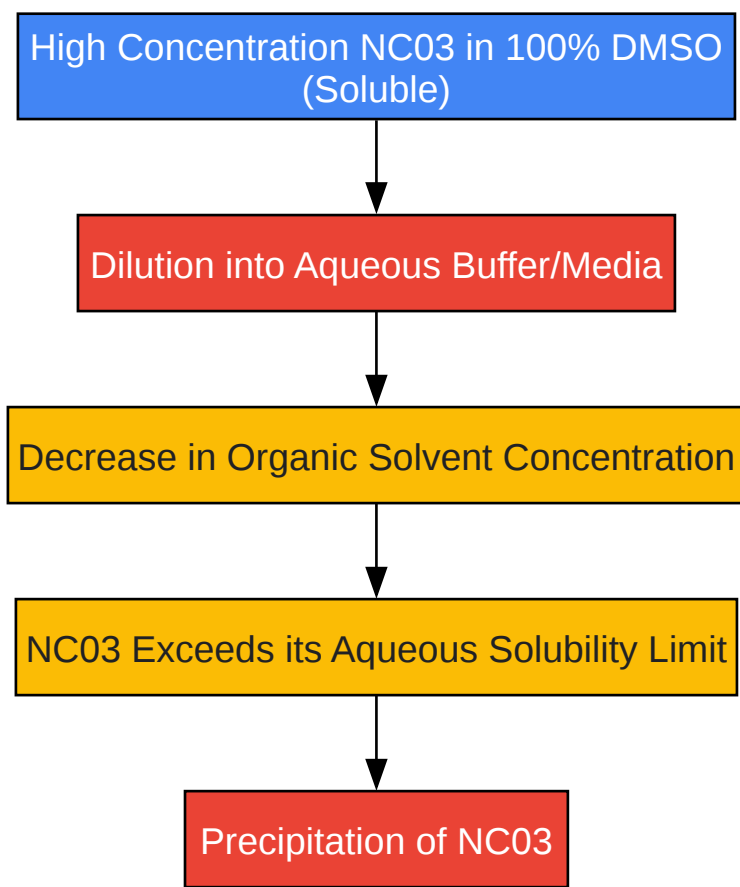 High Concentration NC03 in 100% DMSO
(Soluble)
Dilution into Aqueous Buffer/Media
Decrease in Organic Solvent Concentration
NC03 Exceeds its Aqueous Solubility Limit
Precipitation of NC03